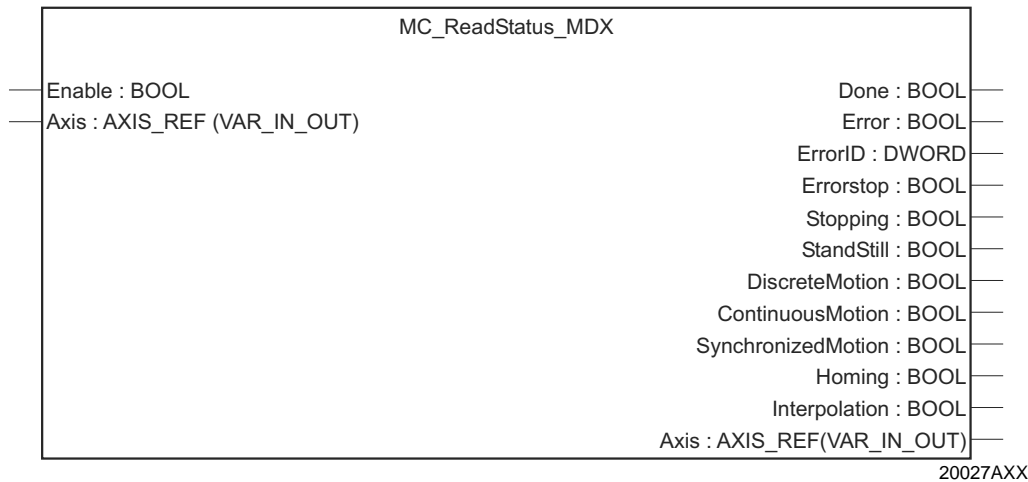 MC_ReadStatus_MDX
Enable : BOOL
Done : BOOL
Axis : AXIS_REF (VAR_IN_OUT)
Error : BOOL
ErrorID : DWORD
Errorstop : BOOL
Stopping : BOOL
StandStill : BOOL
DiscreteMotion : BOOL
ContinuousMotion : BOOL
SynchronizedMotion : BOOL
Homing : BOOL
Interpolation : BOOL
Axis : AXIS_REF(VAR_IN_OUT)
20027AXX